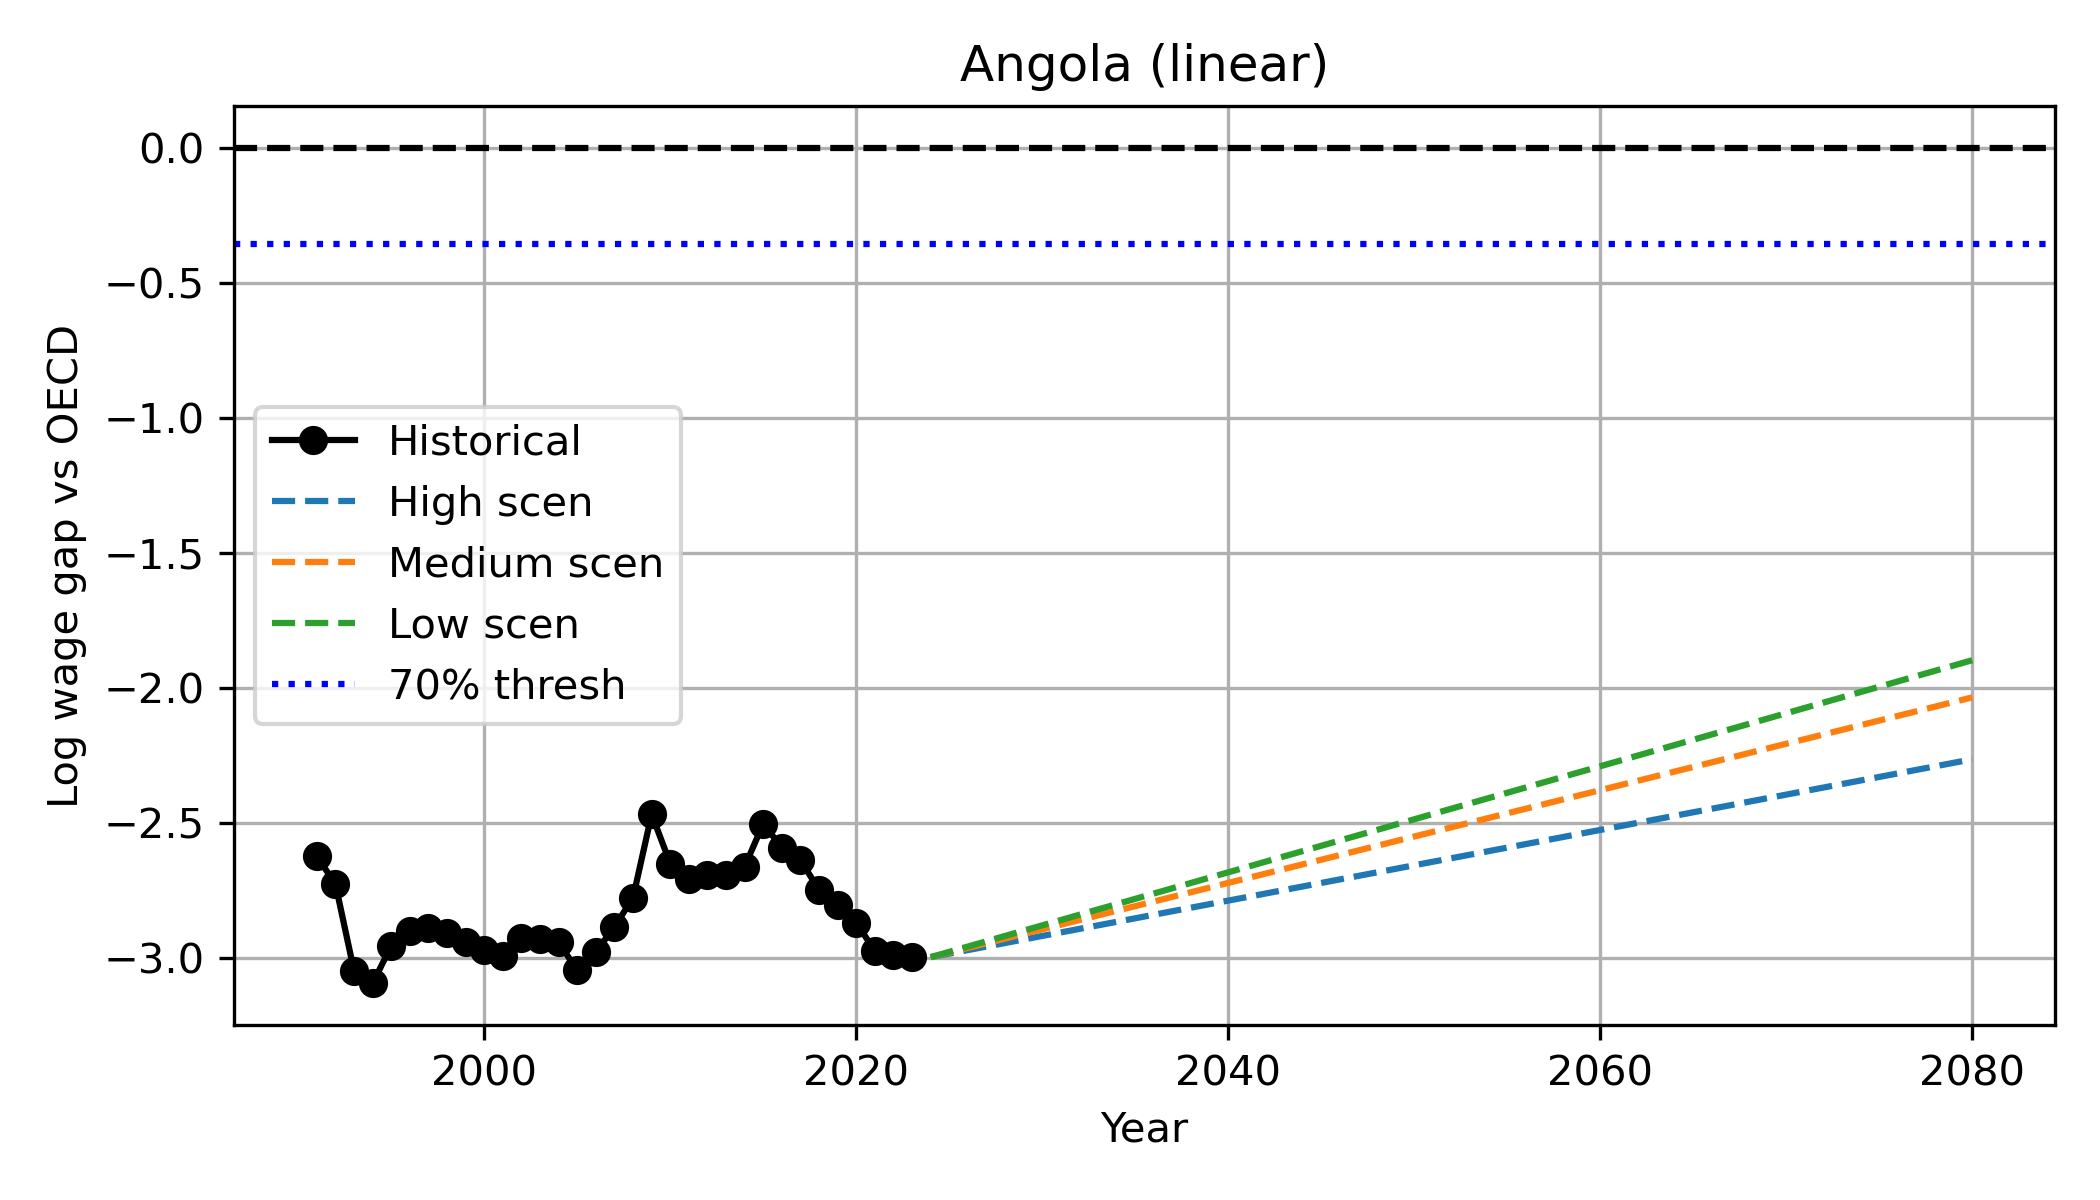 Angola (linear)
Log wage gap vs OECD
0.0
−0.5
−1.0
−1.5
−2.0
−2.5
−3.0
Historical
High scen
Medium scen
Low scen
70% thresh
2000
2020
2040
2060
2080
Year